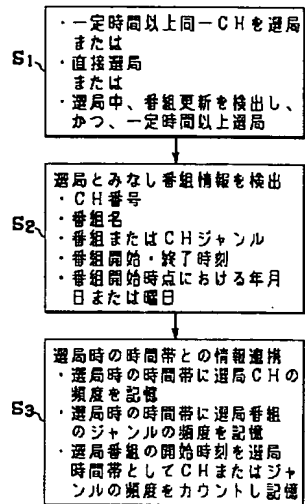 S1
・一定時間以上同一CHを選局
または
・直接選局
または
・選局中、番組更新を検出し、
かつ、一定時間以上選局
S2
選局とみなし番組情報を検出
・CH番号
・番組名
・番組またはCHジャンル
・番組開始・終了時刻
・番組開始時点における年月
日または曜日
S3
選局時の時間帯との情報連携
・選局時の時間帯に選局CHの
頻度を記憶
・選局時の時間帯に選局番組
のジャンルの頻度を記憶
・選局番組の開始時刻を選局
時間帯としてCHまたはジャ
ンルの頻度をカウントし記憶